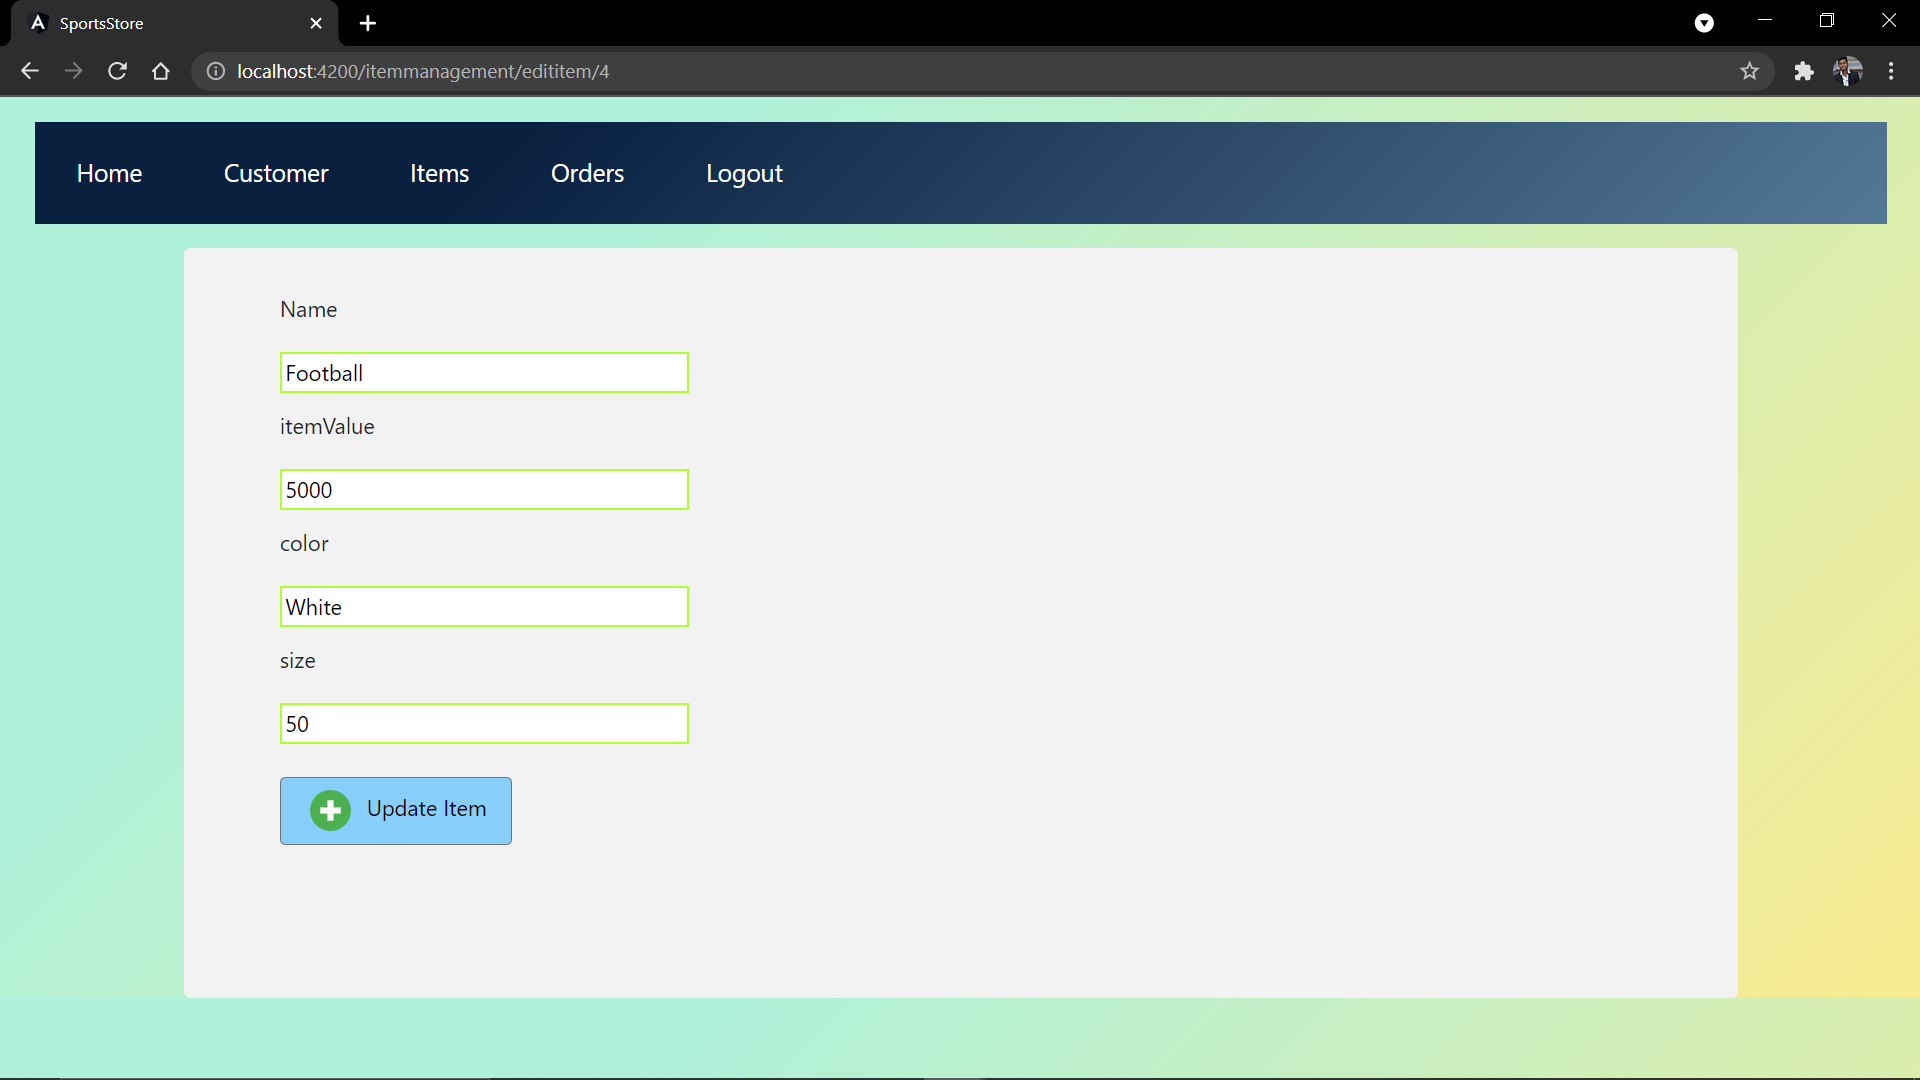 SportsStore
localhost:4200/itemmanagement/edititem/4
Home Customer Items Orders Logout
Name
Football
itemValue
5000
color
White
size
50
Update Item